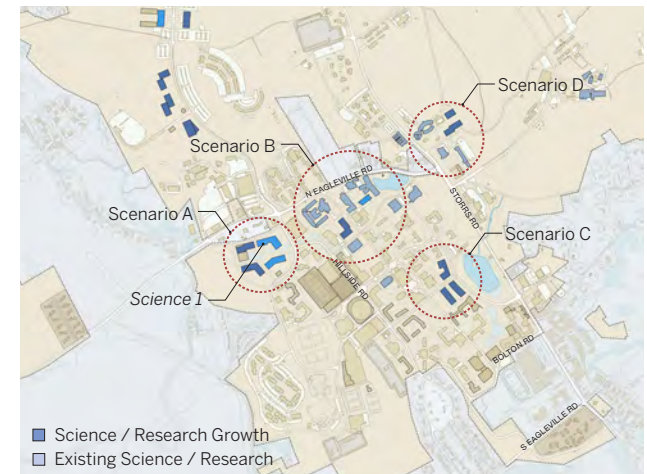 Scenario D
Scenario B
N EAGLEVILLE RD
STORRS RD
Scenario A
Scenario C
Science 1
HILLSIDE RD
BOLTON RD
S EAGLEVILLE RD
Science / Research Growth
Existing Science / Research